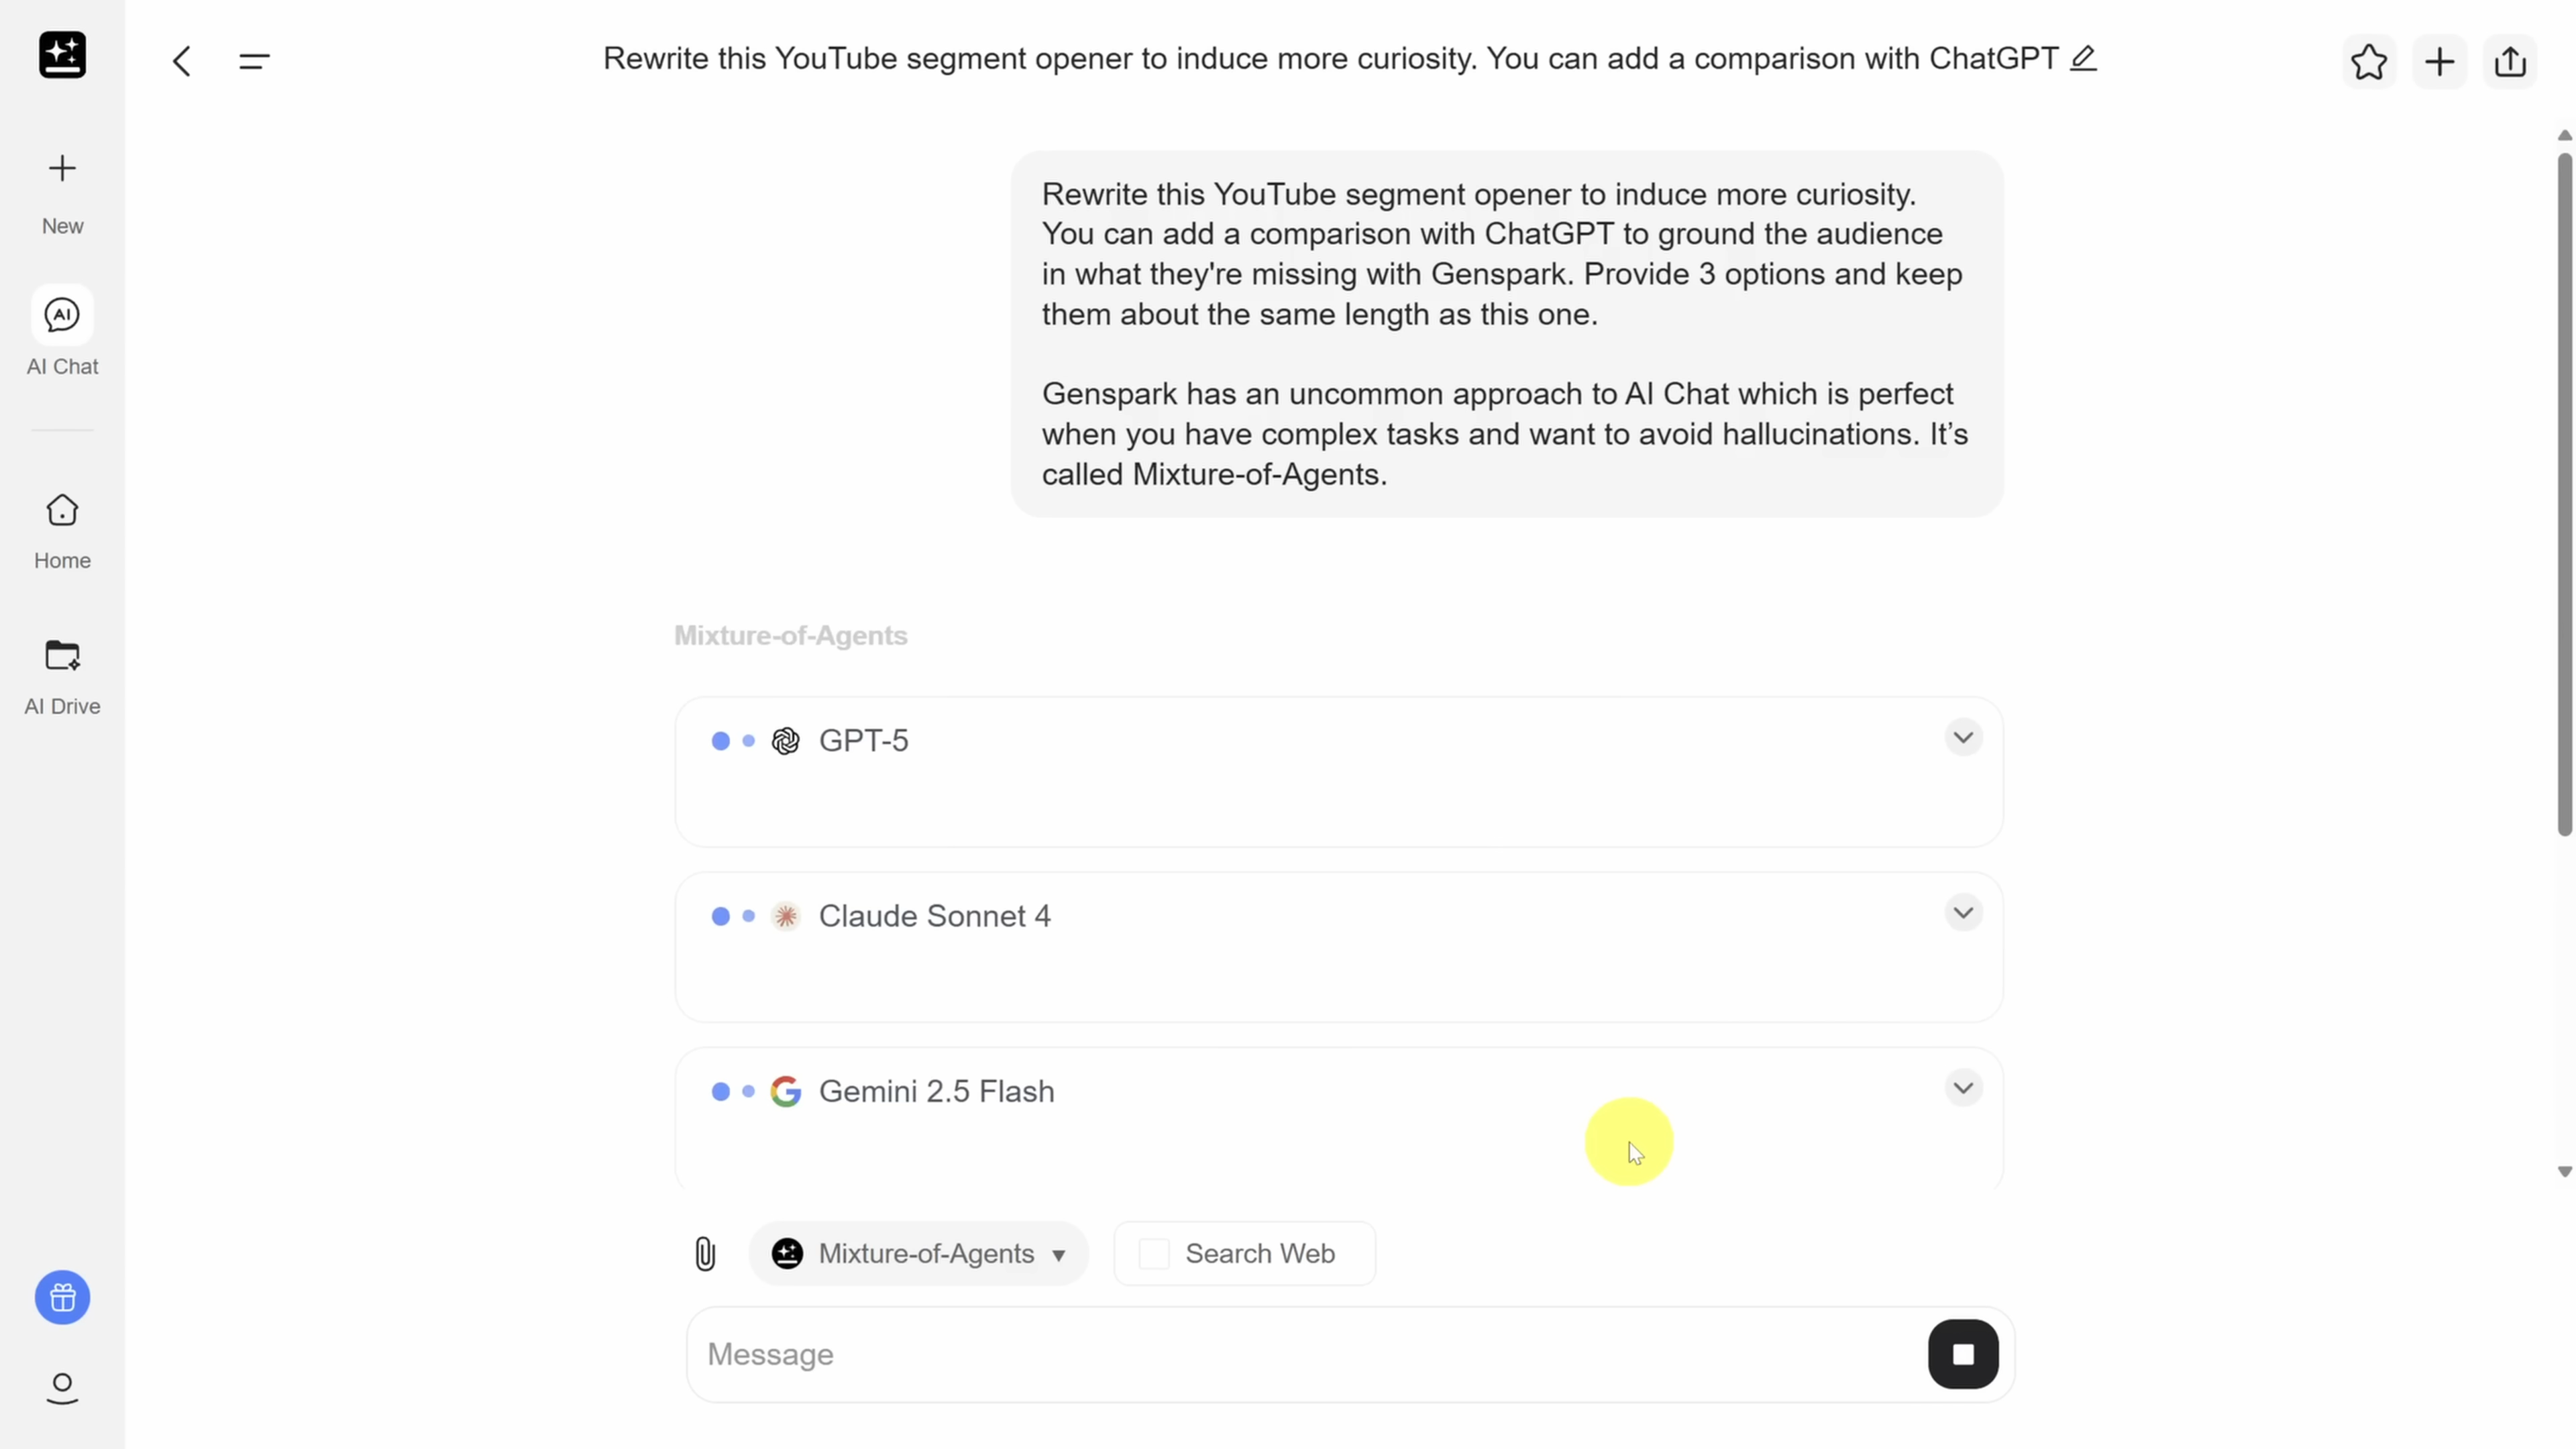 Rewrite this YouTube segment opener to induce more curiosity. You can add a comparison with ChatGPT
New
AI Chat
Home
AI Drive
Rewrite this YouTube segment opener to induce more curiosity.
You can add a comparison with ChatGPT to ground the audience
in what they're missing with Genspark. Provide 3 options and keep
them about the same length as this one.
Genspark has an uncommon approach to AI Chat which is perfect
when you have complex tasks and want to avoid hallucinations. It’s
called Mixture-of-Agents.
Mixture-of-Agents
GPT-5
Claude Sonnet 4
Gemini 2.5 Flash
Mixture-of-Agents
Search Web
Message